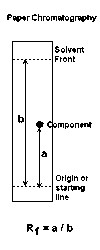 Paper Chromatography
Solvent
Front
b
Component
a
Origin or
starting
line
Rf = a / b